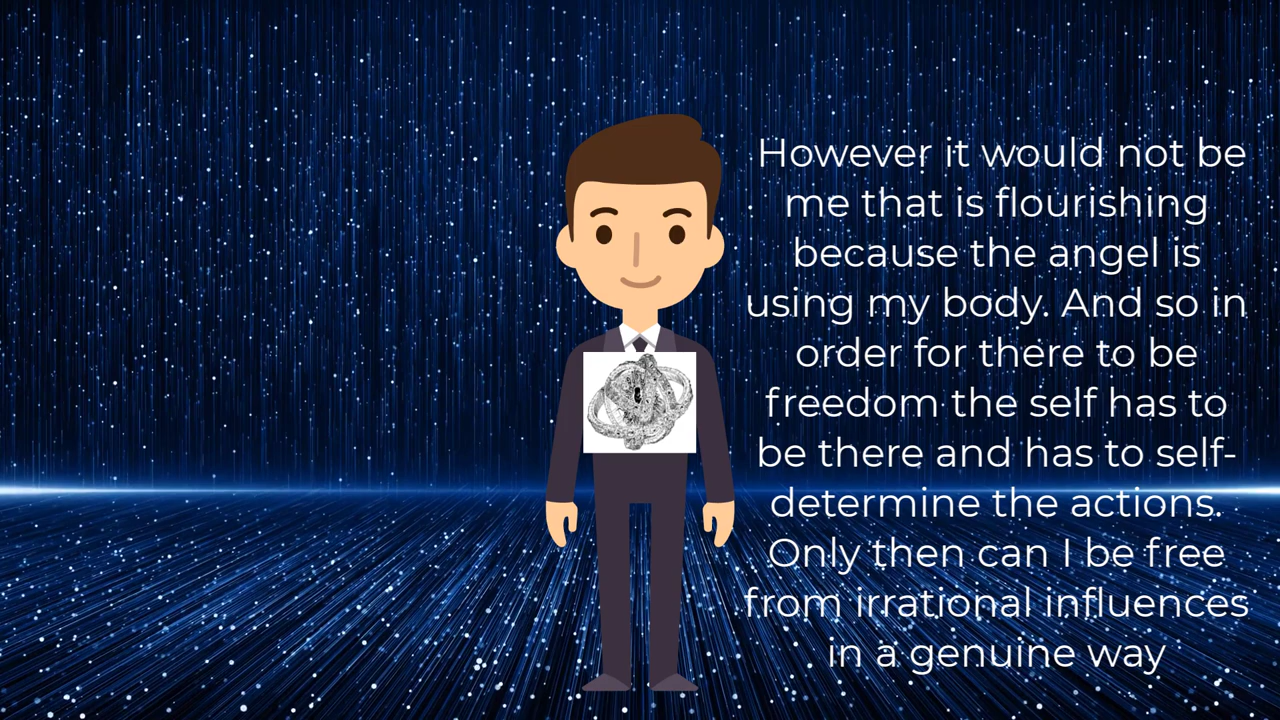 However it would not be
me that is flourishing
because the angel is
using my body. And so in
order for there to be
freedom the self has to
be there and has to self-
determine the actions.
Only then can I be free
from irrational influences
in a genuine way